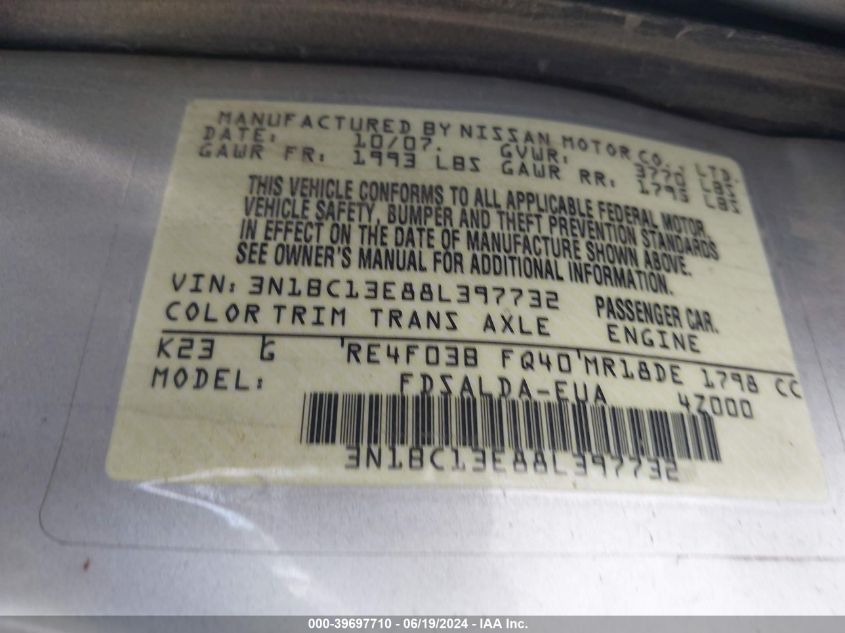 MANUFACTURED BY NISSAN MOTOR CO., LTD.
DATE: 10/07. GVWR: 3770 LBS
GAWR FR: 1993 LBS GAWR RR: 1795 LBS
THIS VEHICLE CONFORMS TO ALL APPLICABLE FEDERAL MOTOR
VEHICLE SAFETY, BUMPER AND THEFT PREVENTION STANDARDS
IN EFFECT ON THE DATE OF MANUFACTURE SHOWN ABOVE.
SEE OWNER'S MANUAL FOR ADDITIONAL INFORMATION.
VIN: 3N1BC13E88L397732 PASSENGER CAR.
COLOR TRIM TRANS AXLE ENGINE
K23 G RE4F03B FQ40 MR18DE 1798 CC
MODEL: FDSALDA-EUA 4Z000
3N1BC13E88L397732
000-39697710 - 06/19/2024 - IAA Inc.